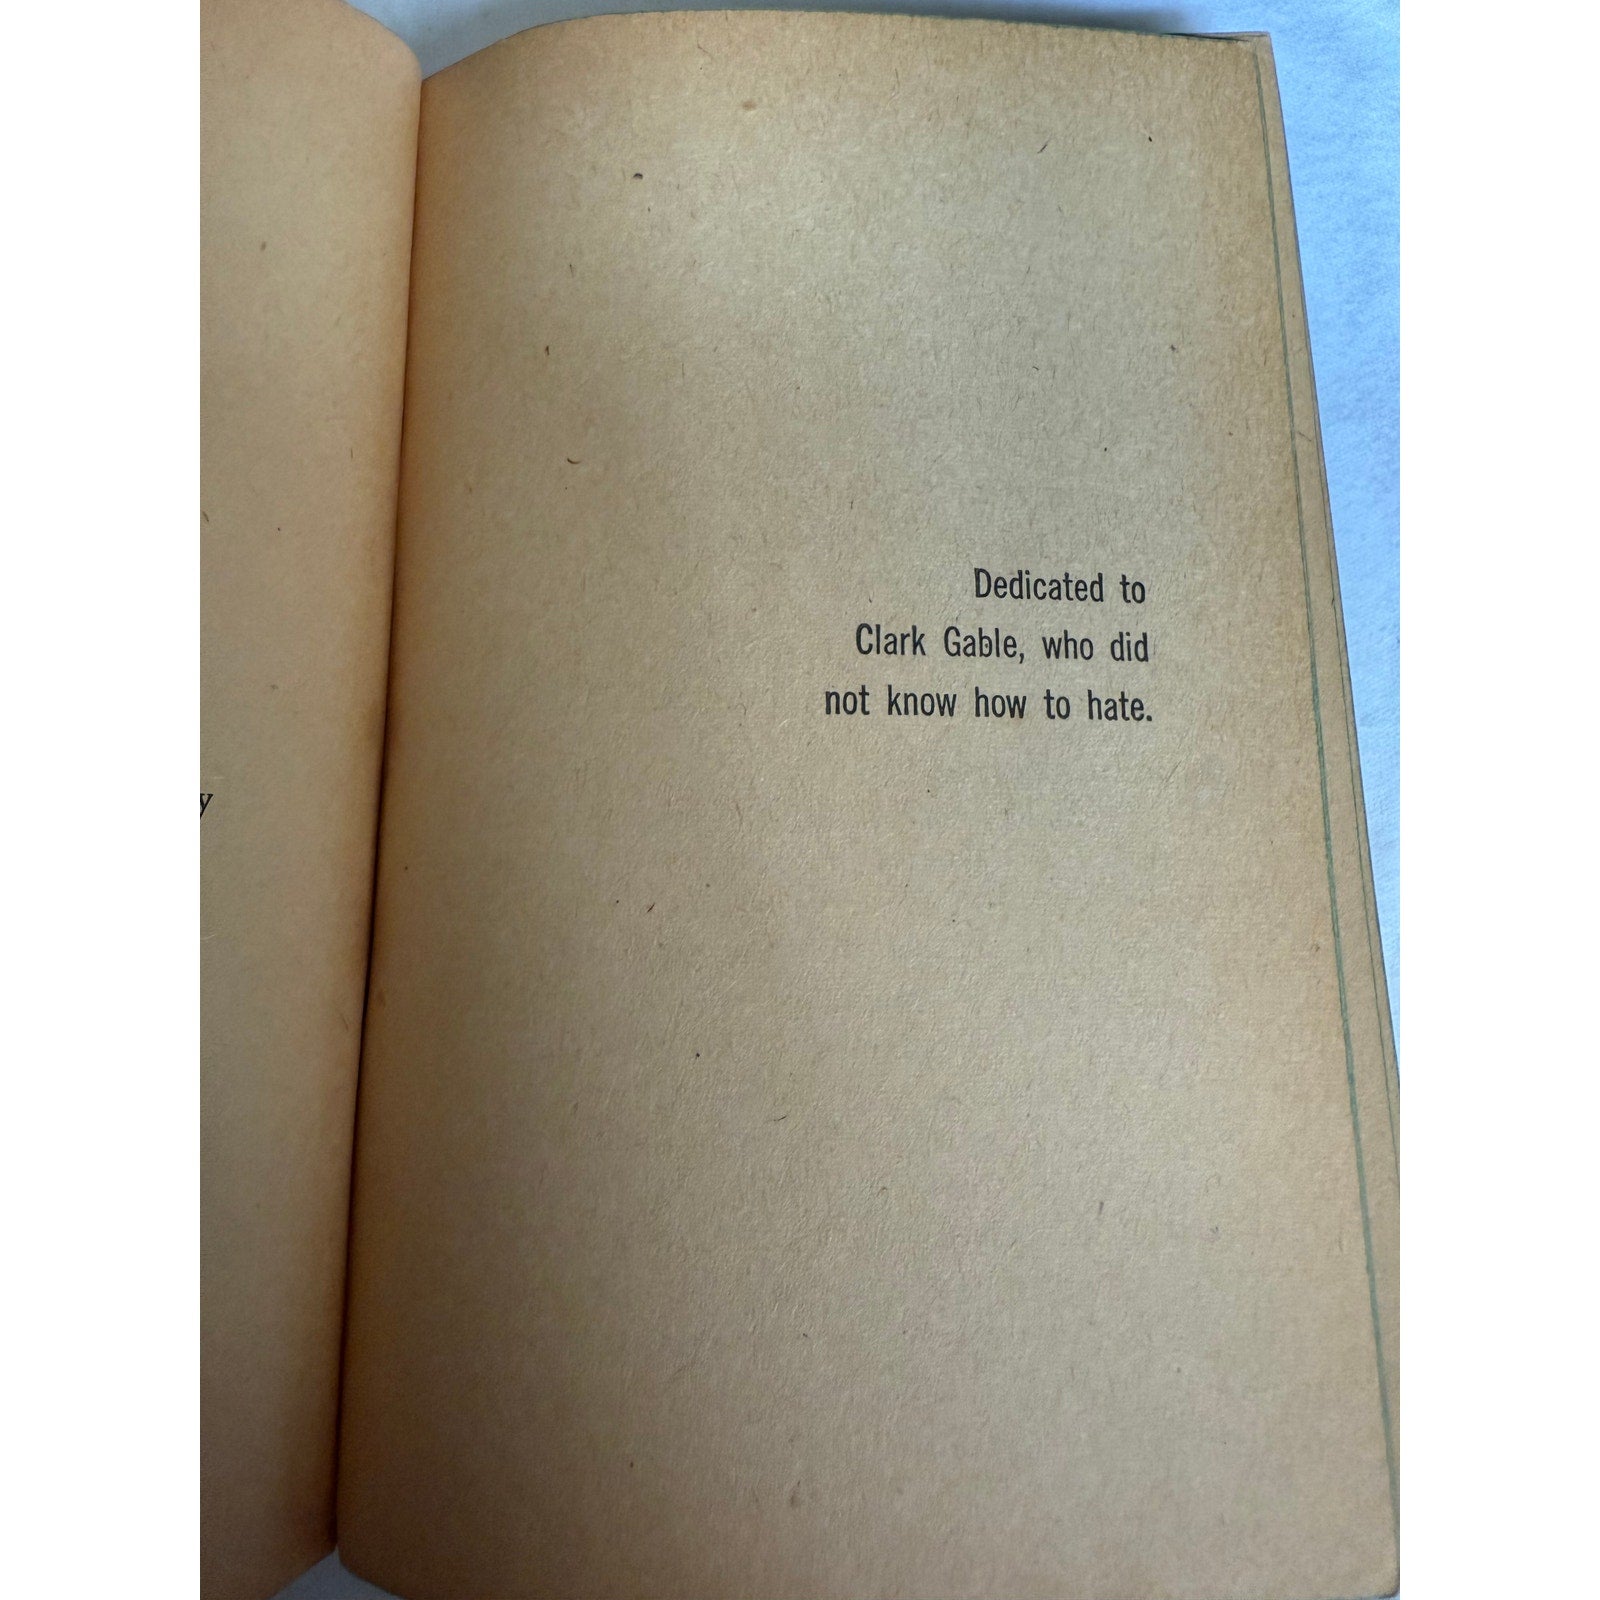 y
Dedicated to
Clark Gable, who did
not know how to hate.